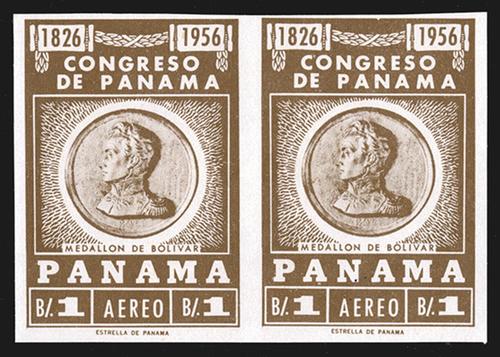 1826 1956
CONGRESO
DE PANAMA
MEDALLON DE BOLIVAR
PANAMA
B/.1 AEREO B/.1
ESTRELLA DE PANAMA
1826 1956
CONGRESO
DE PANAMA
MEDALLON DE BOLIVAR
PANAMA
B/.1 AEREO B/.1
ESTRELLA DE PANAMA